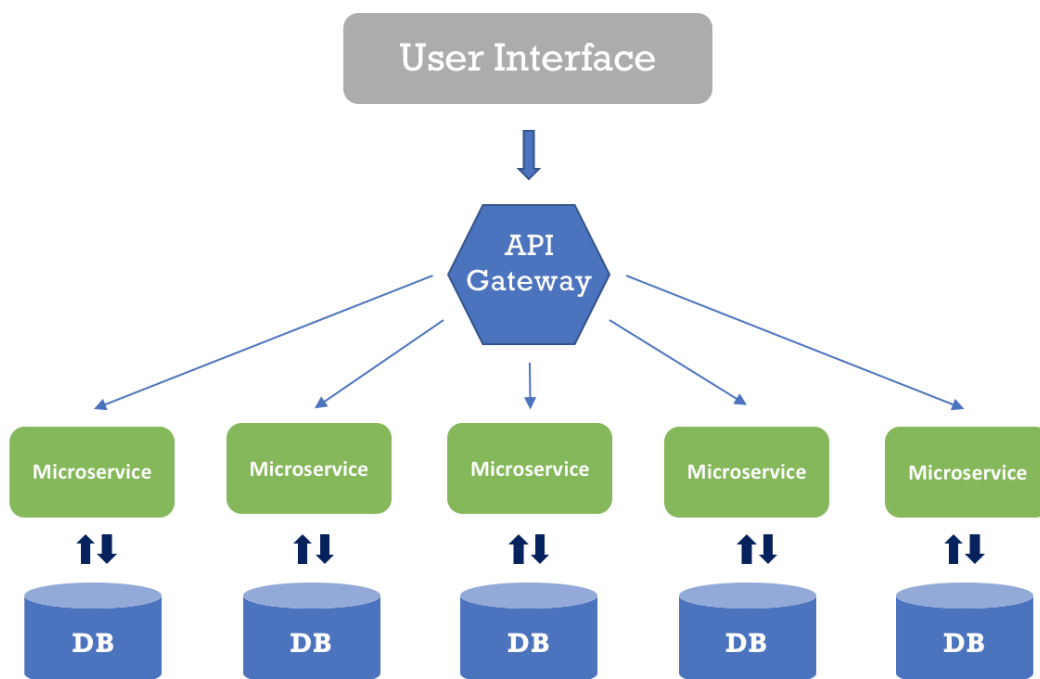 User Interface
API
Gateway
Microservice
Microservice
Microservice
Microservice
Microservice
DB
DB
DB
DB
DB